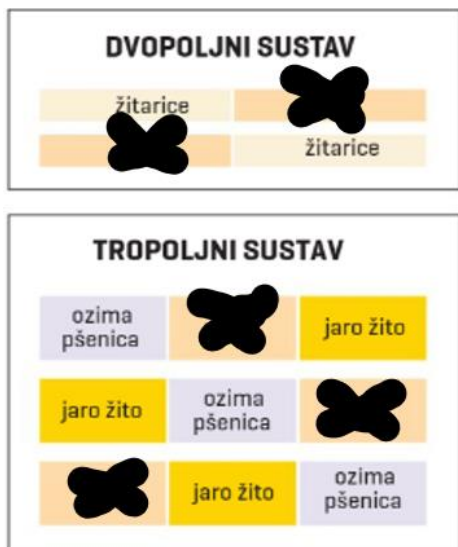 DVOPOLJNI SUSTAV
žitarice
žitarice
TROPOLJNI SUSTAV
ozima
pšenica
jaro žito
jaro žito
ozima
pšenica
jaro žito
ozima
pšenica